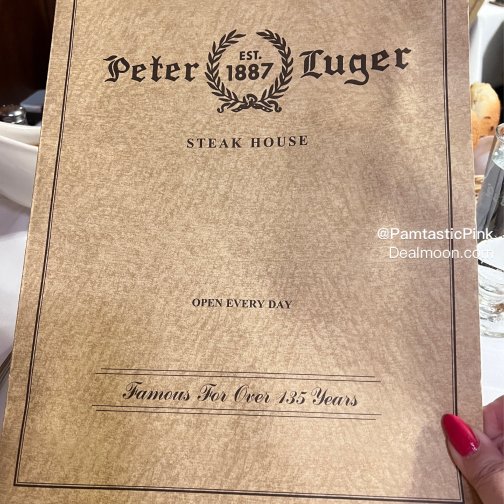 Peter Luger
EST.
1887
STEAK HOUSE
@PamtasticPink
Dealmoon.com
OPEN EVERY DAY
Famous For Over 135 Years